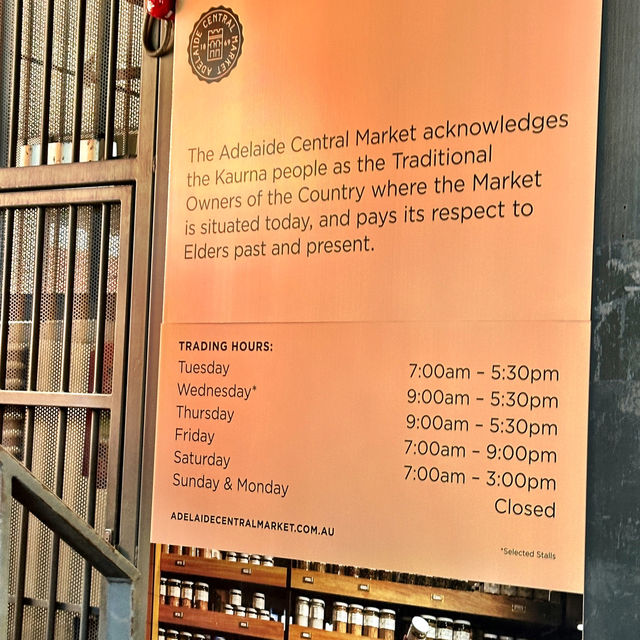 ADELAIDE CENTRAL MARKET
1869
The Adelaide Central Market acknowledges
the Kaurna people as the Traditional
Owners of the Country where the Market
is situated today, and pays its respect to
Elders past and present.
TRADING HOURS:
Tuesday 7:00am – 5:30pm
Wednesday* 9:00am – 5:30pm
Thursday 9:00am – 5:30pm
Friday 7:00am – 9:00pm
Saturday 7:00am – 3:00pm
Sunday & Monday Closed
ADELAIDECENTRALMARKET.COM.AU
*Selected Stalls